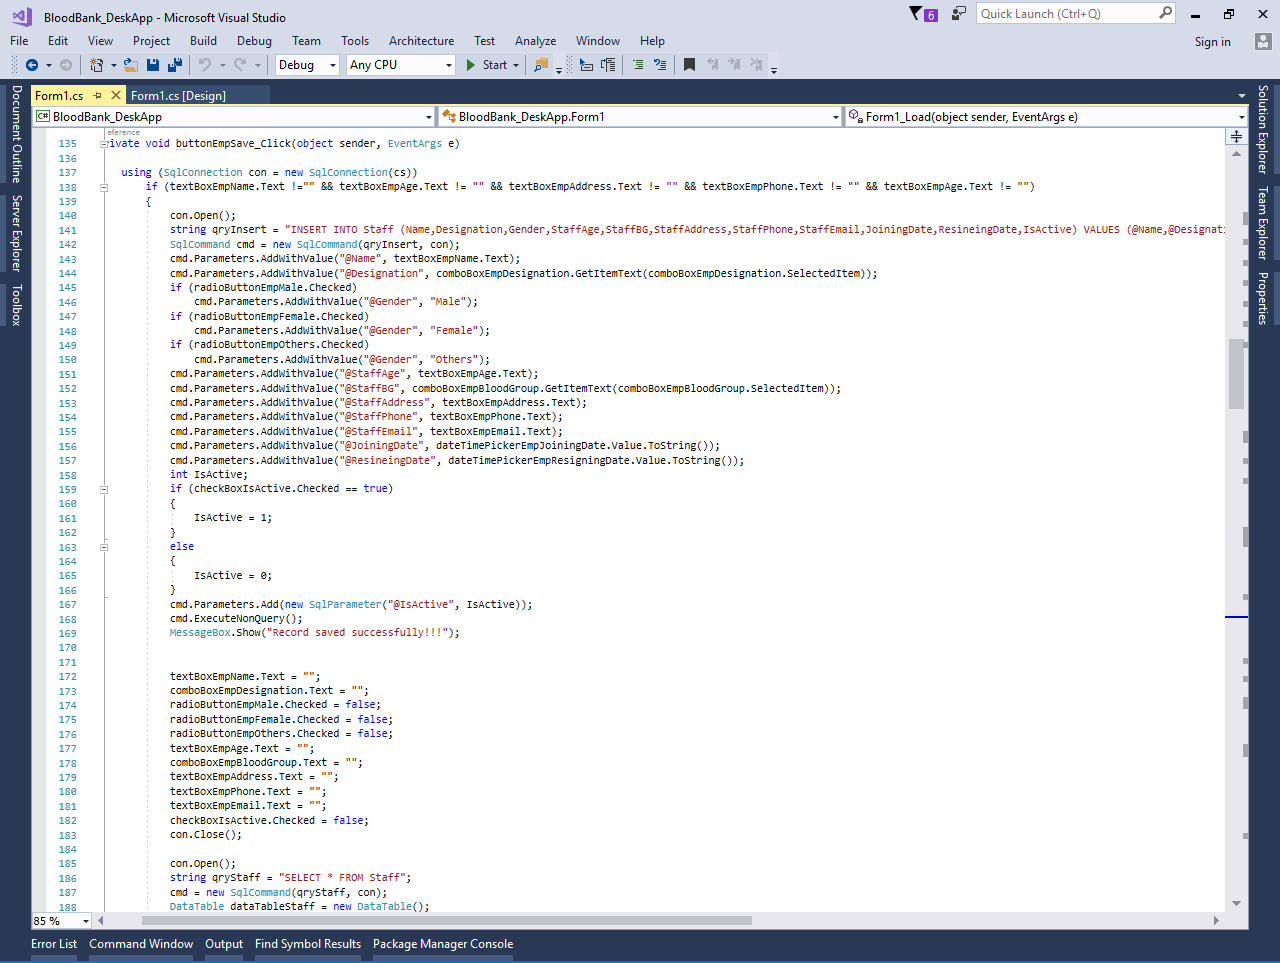 BloodBank_DeskApp - Microsoft Visual Studio
6
Quick Launch (Ctrl+Q)
File Edit View Project Build Debug Team Tools Architecture Test Analyze Window Help
Sign in
Debug Any CPU Start
Form1.cs Form1.cs [Design]
C# BloodBank_DeskApp BloodBank_DeskApp.Form1 Form1_Load(object sender, EventArgs e)
Document Outline
Server Explorer
Toolbox
Solution Explorer
Team Explorer
Properties
eference
135 ivate void buttonEmpSave_Click(object sender, EventArgs e)
136
137 using (SqlConnection con = new SqlConnection(cs))
138 if (textBoxEmpName.Text !="" && textBoxEmpAge.Text != "" && textBoxEmpAddress.Text != "" && textBoxEmpPhone.Text != "" && textBoxEmpAge.Text != "")
139 {
140 con.Open();
141 string qryInsert = "INSERT INTO Staff (Name,Designation,Gender,StaffAge,StaffBG,StaffAddress,StaffPhone,StaffEmail,JoiningDate,ResineingDate,IsActive) VALUES (@Name,@Designati
142 SqlCommand cmd = new SqlCommand(qryInsert, con);
143 cmd.Parameters.AddWithValue("@Name", textBoxEmpName.Text);
144 cmd.Parameters.AddWithValue("@Designation", comboBoxEmpDesignation.GetItemText(comboBoxEmpDesignation.SelectedItem));
145 if (radioButtonEmpMale.Checked)
146 cmd.Parameters.AddWithValue("@Gender", "Male");
147 if (radioButtonEmpFemale.Checked)
148 cmd.Parameters.AddWithValue("@Gender", "Female");
149 if (radioButtonEmpOthers.Checked)
150 cmd.Parameters.AddWithValue("@Gender", "Others");
151 cmd.Parameters.AddWithValue("@StaffAge", textBoxEmpAge.Text);
152 cmd.Parameters.AddWithValue("@StaffBG", comboBoxEmpBloodGroup.GetItemText(comboBoxEmpBloodGroup.SelectedItem));
153 cmd.Parameters.AddWithValue("@StaffAddress", textBoxEmpAddress.Text);
154 cmd.Parameters.AddWithValue("@StaffPhone", textBoxEmpPhone.Text);
155 cmd.Parameters.AddWithValue("@StaffEmail", textBoxEmpEmail.Text);
156 cmd.Parameters.AddWithValue("@JoiningDate", dateTimePickerEmpJoiningDate.Value.ToString());
157 cmd.Parameters.AddWithValue("@ResineingDate", dateTimePickerEmpResigningDate.Value.ToString());
158 int IsActive;
159 if (checkBoxIsActive.Checked == true)
160 {
161 IsActive = 1;
162 }
163 else
164 {
165 IsActive = 0;
166 }
167 cmd.Parameters.Add(new SqlParameter("@IsActive", IsActive));
168 cmd.ExecuteNonQuery();
169 MessageBox.Show("Record saved successfully!!!");
170
171
172 textBoxEmpName.Text = "";
173 comboBoxEmpDesignation.Text = "";
174 radioButtonEmpMale.Checked = false;
175 radioButtonEmpFemale.Checked = false;
176 radioButtonEmpOthers.Checked = false;
177 textBoxEmpAge.Text = "";
178 comboBoxEmpBloodGroup.Text = "";
179 textBoxEmpAddress.Text = "";
180 textBoxEmpPhone.Text = "";
181 textBoxEmpEmail.Text = "";
182 checkBoxIsActive.Checked = false;
183 con.Close();
184
185 con.Open();
186 string qryStaff = "SELECT * FROM Staff";
187 cmd = new SqlCommand(qryStaff, con);
188 DataTable dataTableStaff = new DataTable();
85 %
Error List Command Window Output Find Symbol Results Package Manager Console